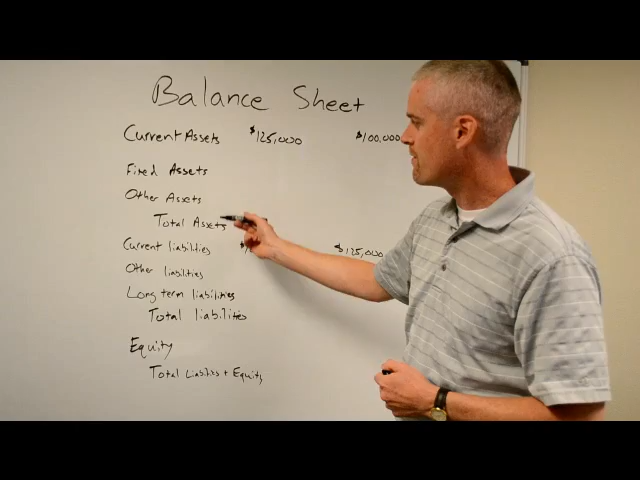 Balance Sheet
Current Assets $125,000 $100,000
Fixed Assets
Other Assets
Total Assets
Current liabilities $125,000
Other liabilities
Long term liabilities
Total liabilities
Equity
Total Liabilities + Equity